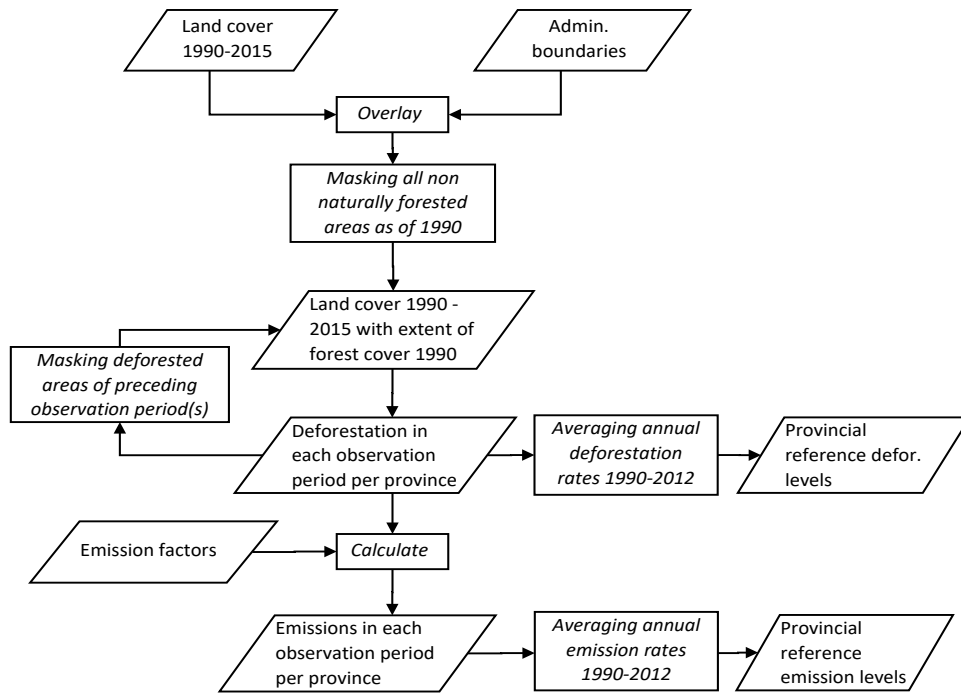 Land cover
1990-2015
Admin.
boundaries
Overlay
Masking all non
naturally forested
areas as of 1990
Land cover 1990 -
2015 with extent of
forest cover 1990
Masking deforested
areas of preceding
observation period(s)
Deforestation in
each observation
period per province
Averaging annual
deforestation
rates 1990-2012
Provincial
reference defor.
levels
Emission factors
Calculate
Emissions in each
observation period
per province
Averaging annual
emission rates
1990-2012
Provincial
reference
emission levels